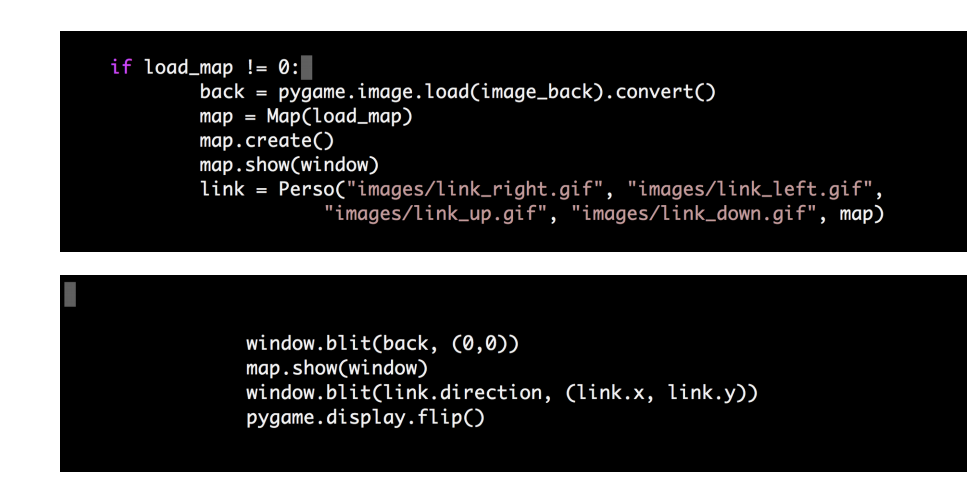 if load_map != 0:
back = pygame.image.load(image_back).convert()
map = Map(load_map)
map.create()
map.show(window)
link = Perso("images/link_right.gif", "images/link_left.gif",
"images/link_up.gif", "images/link_down.gif", map)
window.blit(back, (0,0))
map.show(window)
window.blit(link.direction, (link.x, link.y))
pygame.display.flip()